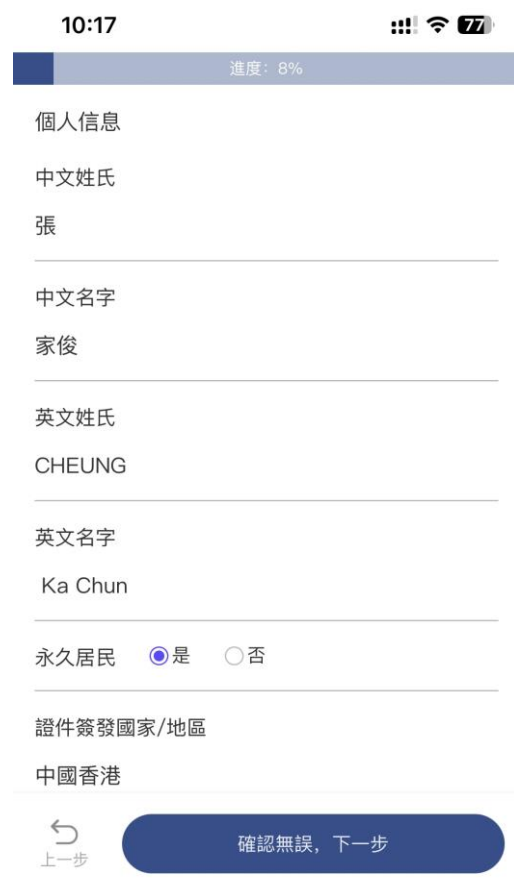 10:17
77
進度：8%
個人信息
中文姓氏
張
中文名字
家俊
英文姓氏
CHEUNG
英文名字
Ka Chun
永久居民 是 否
證件簽發國家/地區
中國香港
上一步
確認無誤，下一步